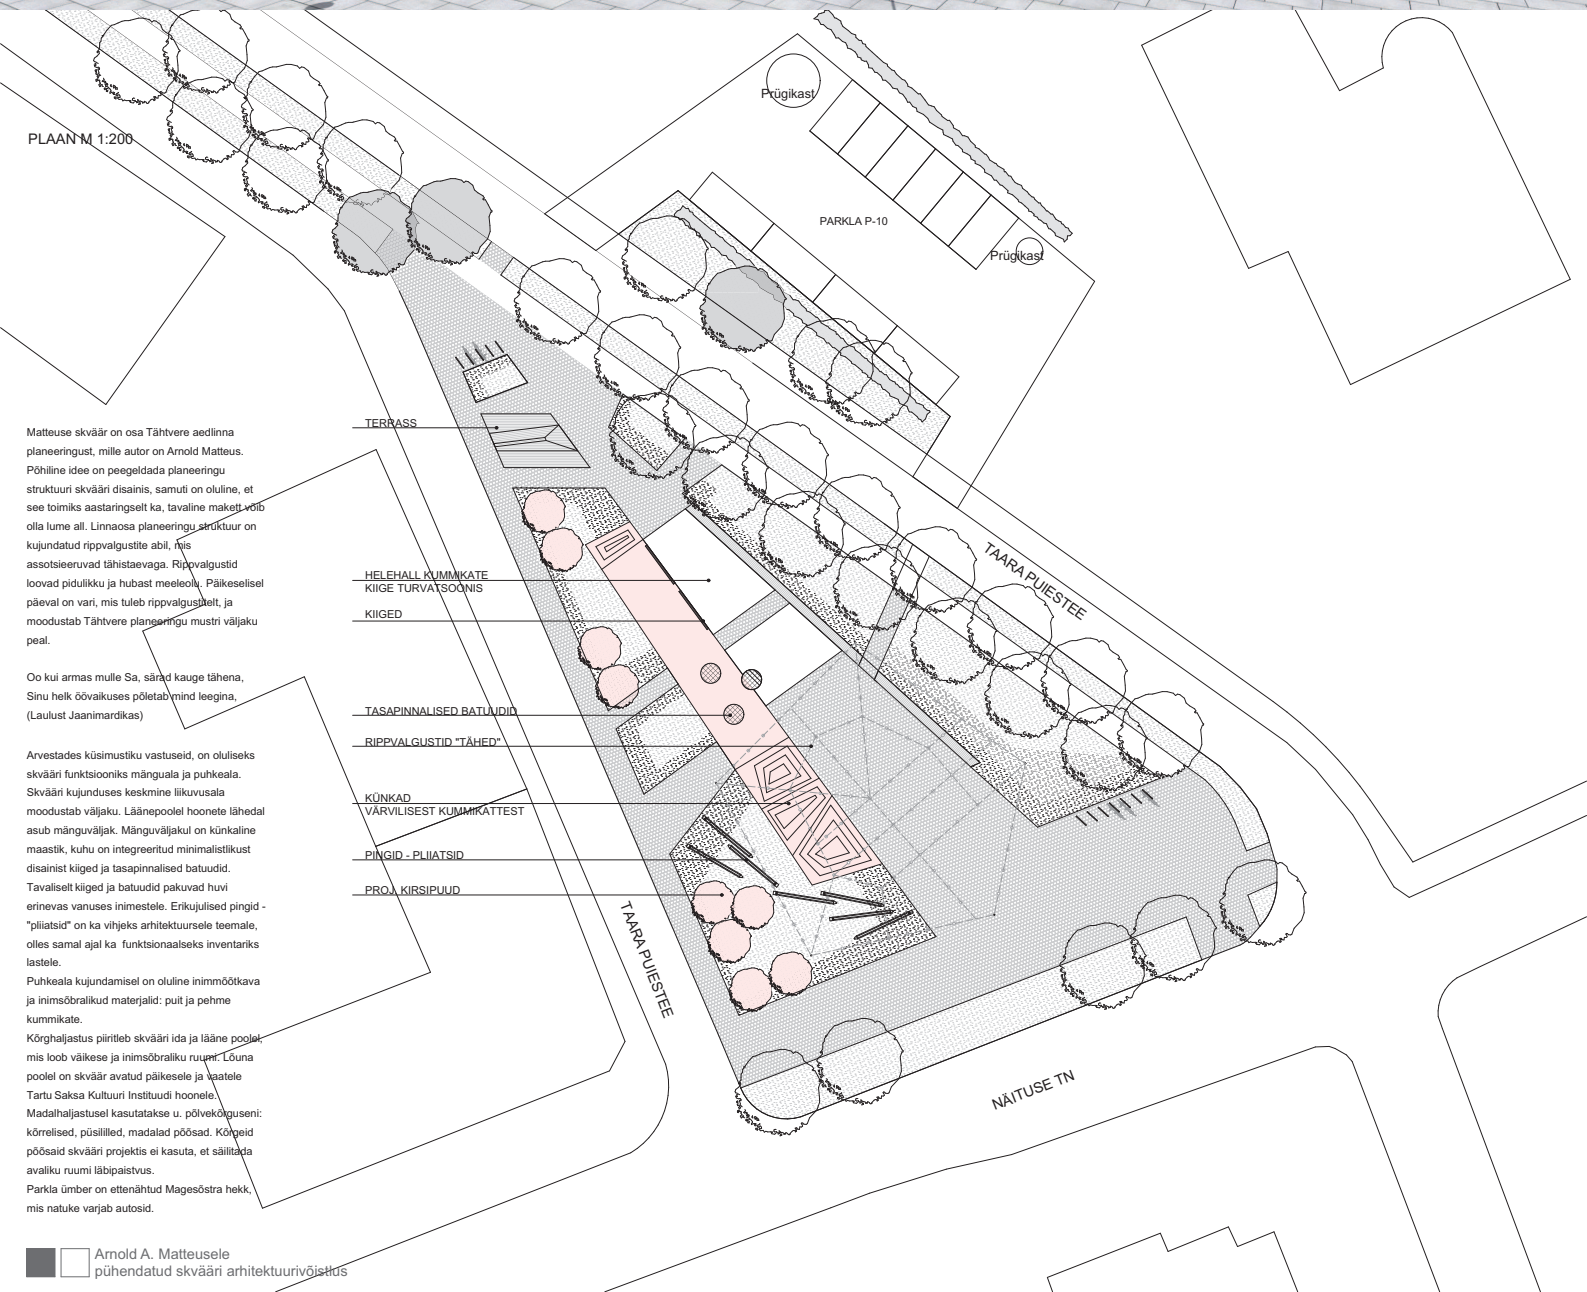 PLAAN M 1:200
Prügikast
PARKLA P-10
Prügikast
Matteuse skväär on osa Tähtvere aedlinna
planeeringust, mille autor on Arnold Matteus.
Põhiline idee on peegeldada planeeringu
struktuuri skvääri disainis, samuti on oluline, et
see toimiks aastaringselt ka, tavaline makett võib
olla lume all. Linnaosa planeeringu struktuur on
kujundatud rippvalgustite abil, mis
assotsieeruvad tähistaevaga. Rippvalgustid
loovad pidulikku ja hubast meeleolu. Päikeselisel
päeval on vari, mis tuleb rippvalgustitelt, ja
moodustab Tähtvere planeeringu mustri väljaku
peal.
Oo kui armas mulle Sa, särad kauge tähena,
Sinu helk öövaikuses põletab mind leegina,
(Laulust Jaanimardikas)
Arvestades küsimustiku vastuseid, on oluliseks
skvääri funktsiooniks mänguala ja puhkeala.
Skvääri kujunduses keskmine liikuvusala
moodustab väljaku. Läänepoolel hoonete lähedal
asub mänguväljak. Mänguväljakul on künkaline
maastik, kuhu on integreeritud minimalistlikust
disainist kiiged ja tasapinnalised batuudid.
Tavaliselt kiiged ja batuudid pakuvad huvi
erinevas vanuses inimestele. Erikujulised pingid -
"pliiatsid" on ka vihjeks arhitektuursele teemale,
olles samal ajal ka funktsionaalseks inventariks
lastele.
Puhkeala kujundamisel on oluline inimmõõtkava
ja inimsõbralikud materjalid: puit ja pehme
kummikate.
Kõrghaljastus piiritleb skvääri ida ja lääne poolel,
mis loob väikese ja inimsõbraliku ruumi. Lõuna
poolel on skväär avatud päikesele ja vaatele
Tartu Saksa Kultuuri Instituudi hoonele.
Madalhaljastusel kasutatakse u. põlvekõrguseni:
kõrrelised, püsililled, madalad põõsad. Kõrgeid
põõsaid skvääri projektis ei kasuta, et säilitada
avaliku ruumi läbipaistvus.
Parkla ümber on ettenähtud Magesõstra hekk,
mis natuke varjab autosid.
TERRASS
HELEHALL KUMMIKATE
KIIGE TURVATSOONIS
KIIGED
TASAPINNALISED BATUUDID
RIPPVALGUSTID "TÄHED"
KÜNKAD
VÄRVILISEST KUMMIKATTEST
PINGID - PLIIATSID
PROJ. KIRSIPUUD
TAARA PUIESTEE
TAARA PUIESTEE
NÄITUSE TN
Arnold A. Matteusele
pühendatud skvääri arhitektuurivõistlus